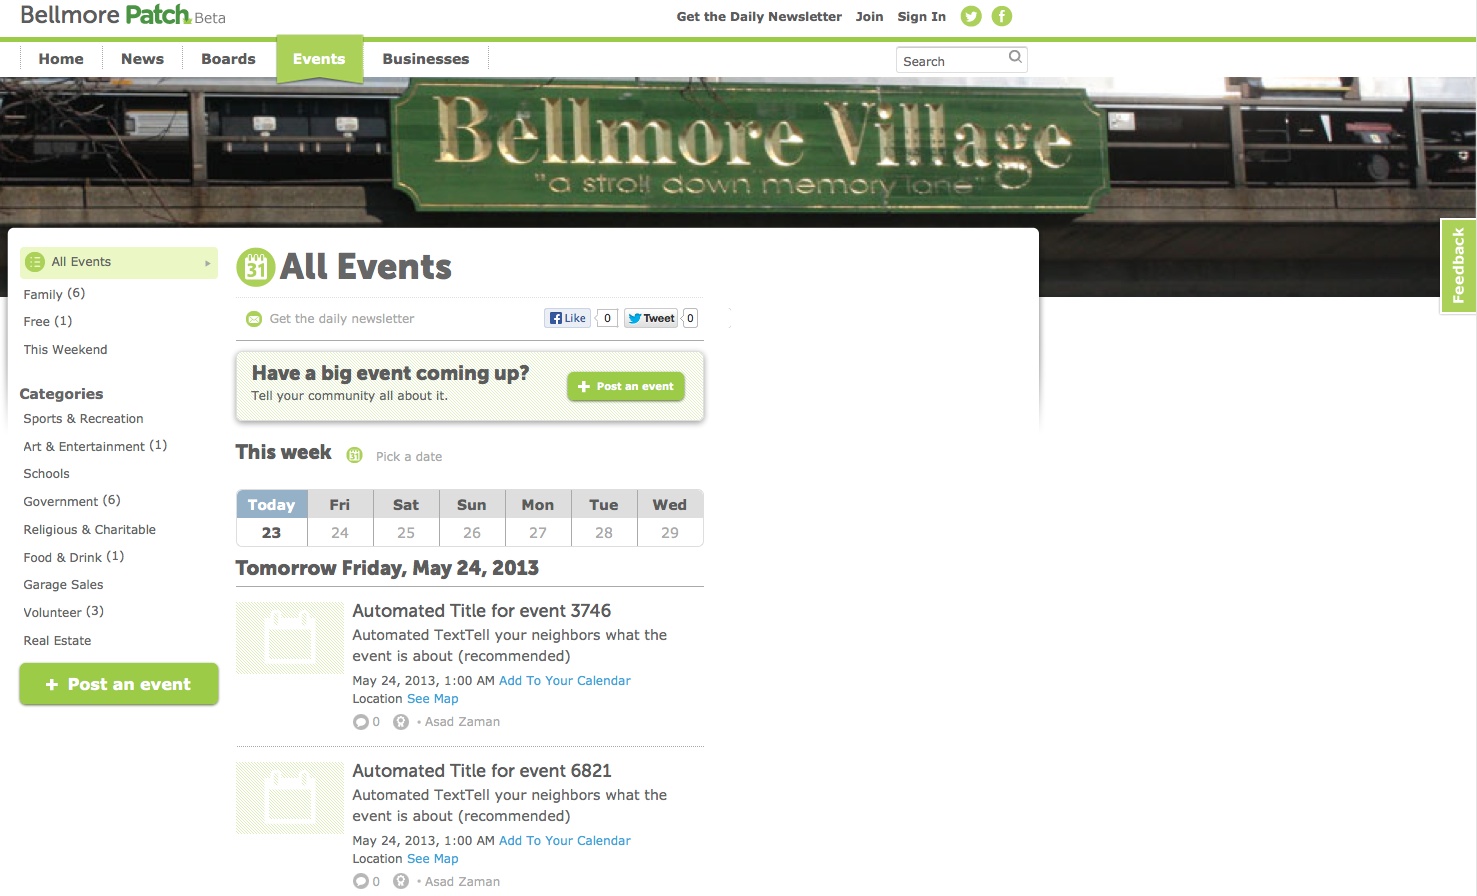 Bellmore Patch Beta
Get the Daily Newsletter Join Sign In
Home News Boards Events Businesses
Search
Bellmore Village
"a stroll down memory lane"
Feedback
All Events
Family (6)
Free (1)
This Weekend
Categories
Sports & Recreation
Art & Entertainment (1)
Schools
Government (6)
Religious & Charitable
Food & Drink (1)
Garage Sales
Volunteer (3)
Real Estate
+ Post an event
31 All Events
Get the daily newsletter
Like 0 Tweet 0
Have a big event coming up?
Tell your community all about it.
+ Post an event
This week 31 Pick a date
Today Fri Sat Sun Mon Tue Wed
23 24 25 26 27 28 29
Tomorrow Friday, May 24, 2013
Automated Title for event 3746
Automated TextTell your neighbors what the
event is about (recommended)
May 24, 2013, 1:00 AM Add To Your Calendar
Location See Map
0 • Asad Zaman
Automated Title for event 6821
Automated TextTell your neighbors what the
event is about (recommended)
May 24, 2013, 1:00 AM Add To Your Calendar
Location See Map
0 • Asad Zaman